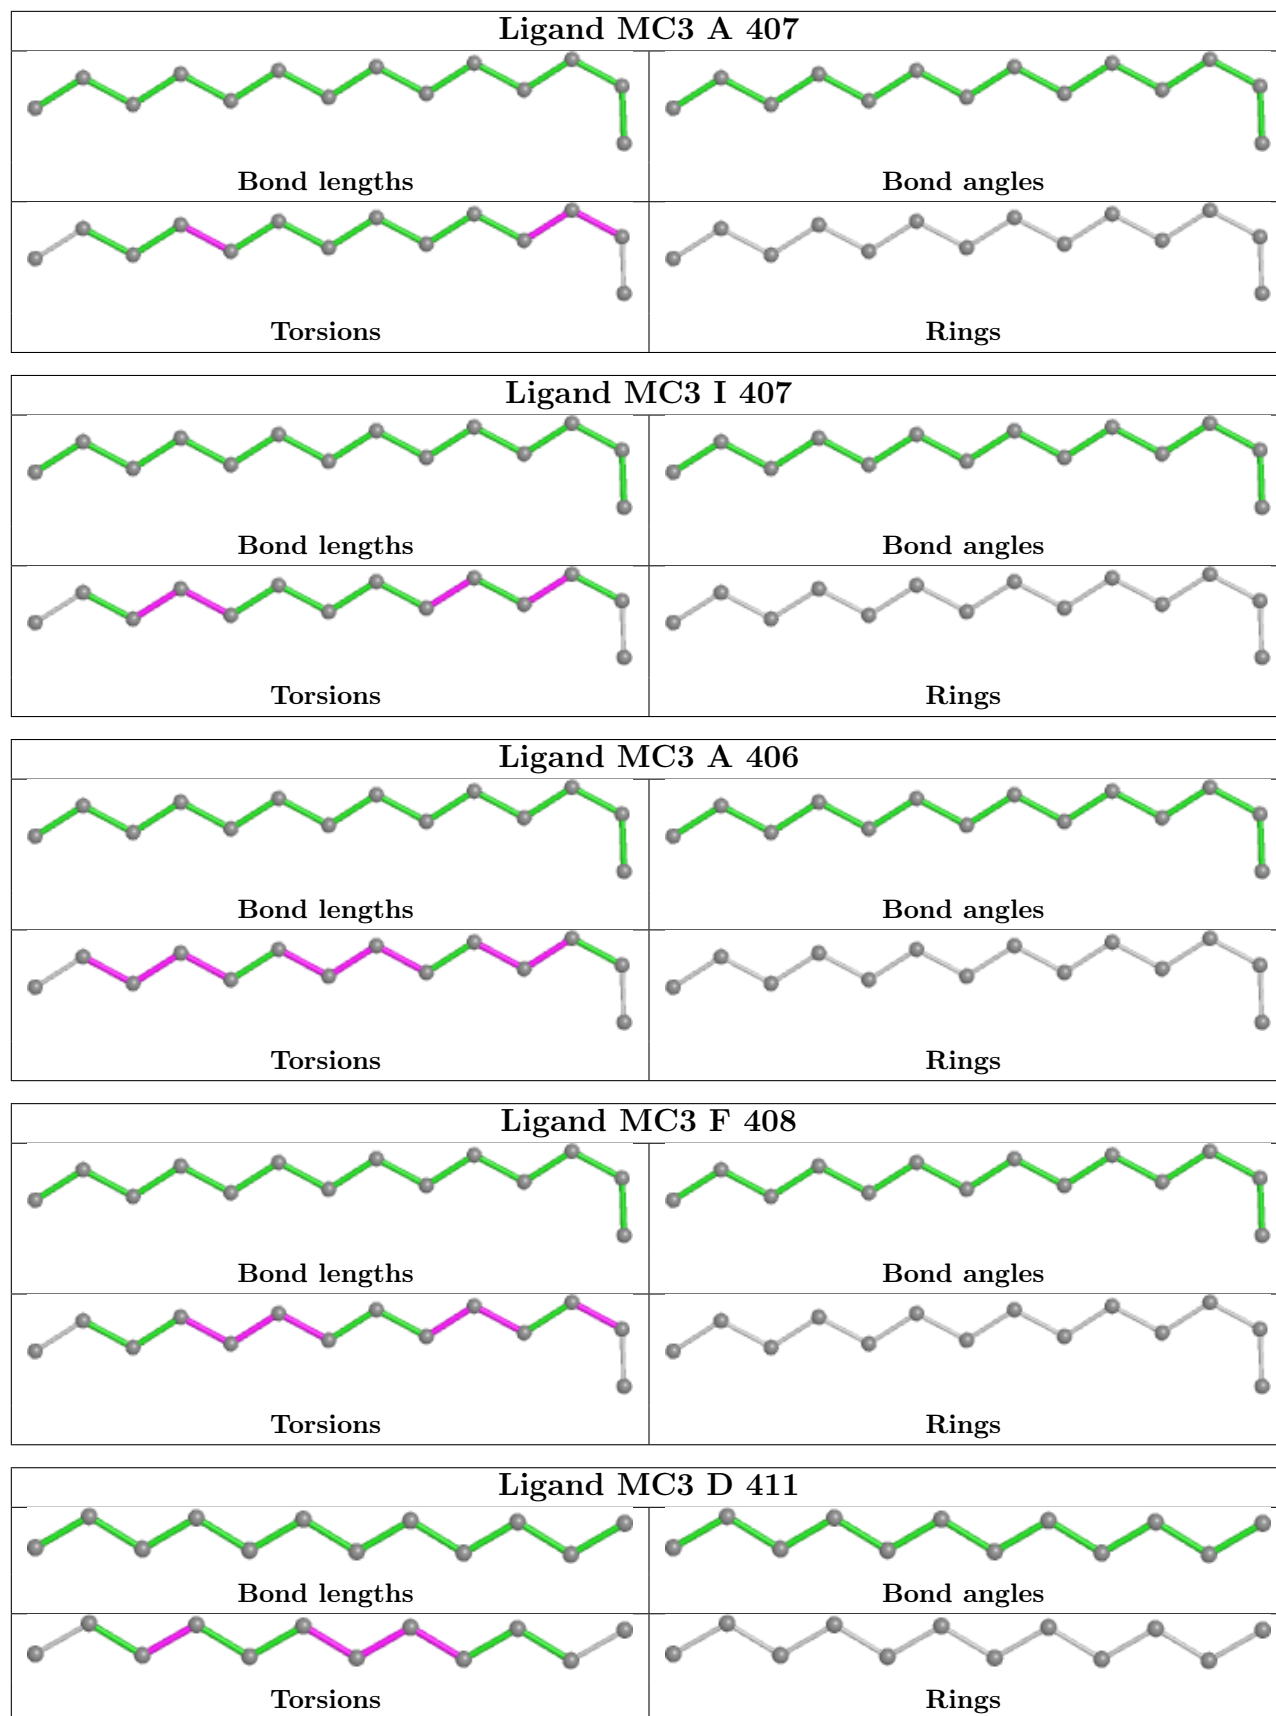 Ligand MC3 A 407
Bond lengths
Bond angles
Torsions
Rings
Ligand MC3 I 407
Bond lengths
Bond angles
Torsions
Rings
Ligand MC3 A 406
Bond lengths
Bond angles
Torsions
Rings
Ligand MC3 F 408
Bond lengths
Bond angles
Torsions
Rings
Ligand MC3 D 411
Bond lengths
Bond angles
Torsions
Rings